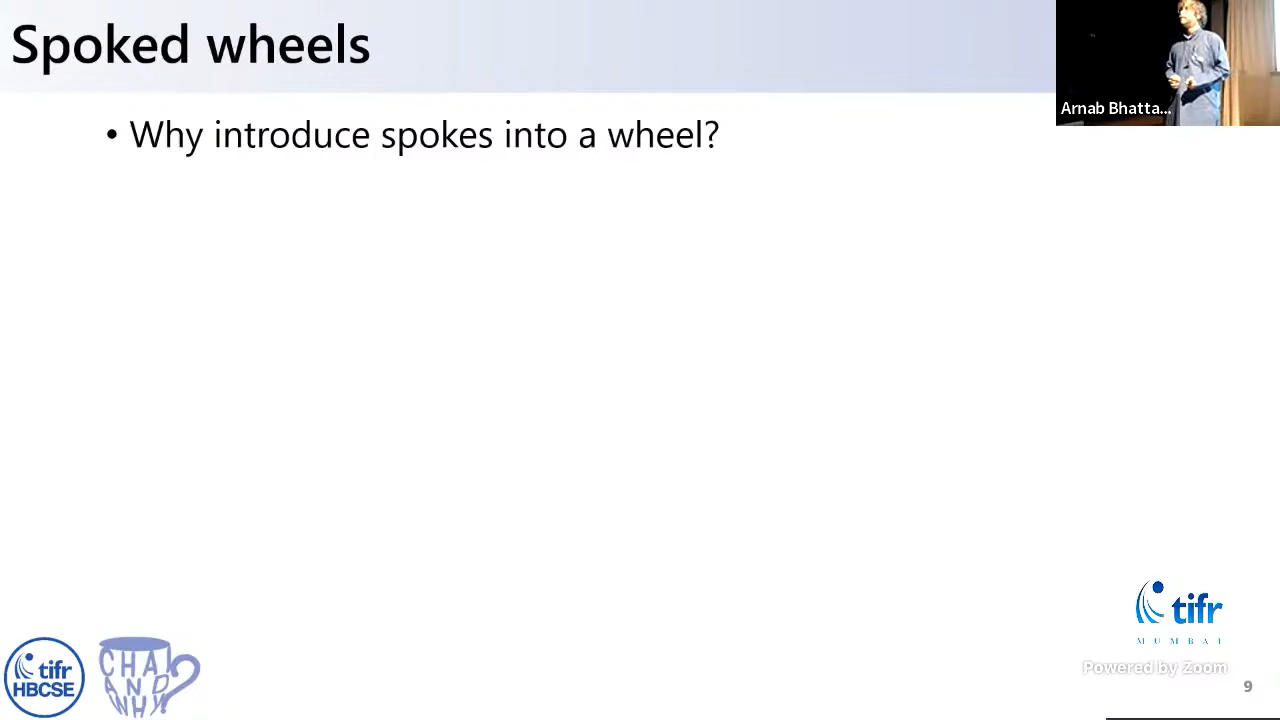 Spoked wheels
Arnab Bhatta...
• Why introduce spokes into a wheel?
tifr
MUMBAI
Powered by Zoom
9
tifr
HBCSE
CHAI
AND
WHY?